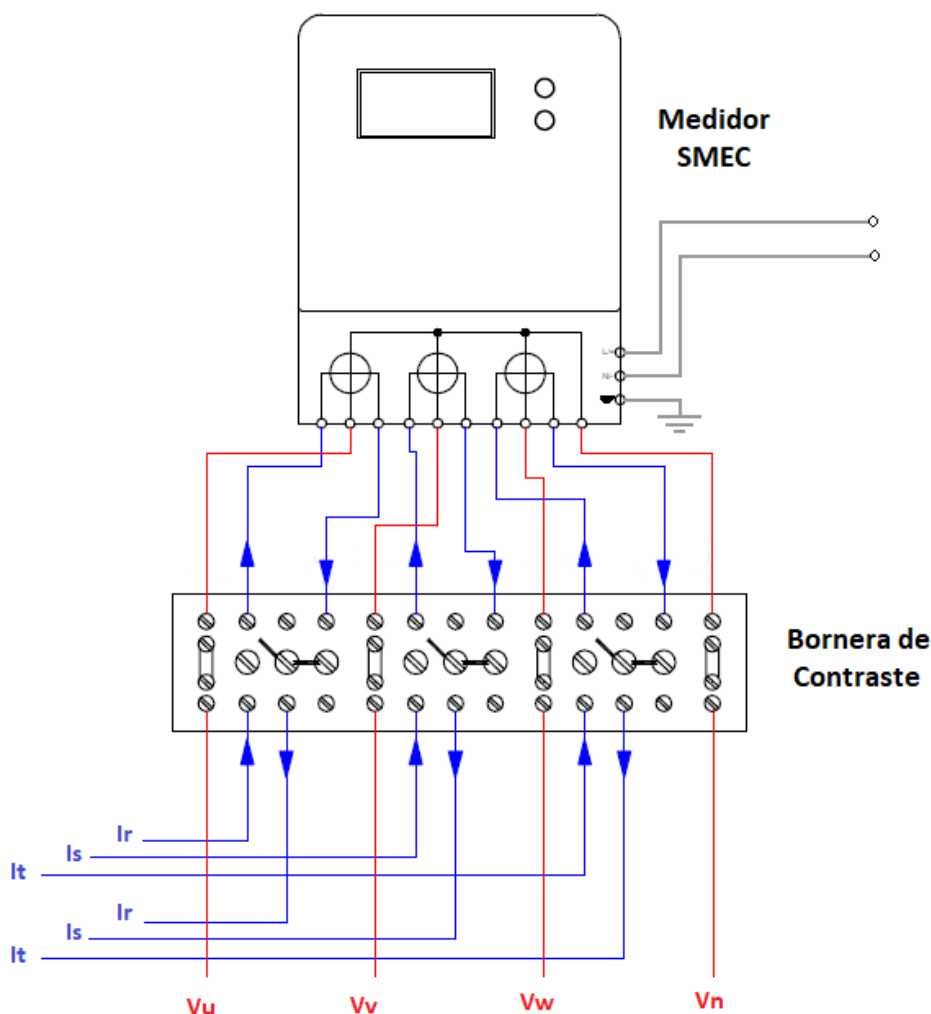 Medidor
SMEC
L/+
N/-
Bornera de
Contraste
Ir
Is
It
Ir
Is
It
Vu
Vv
Vw
Vn